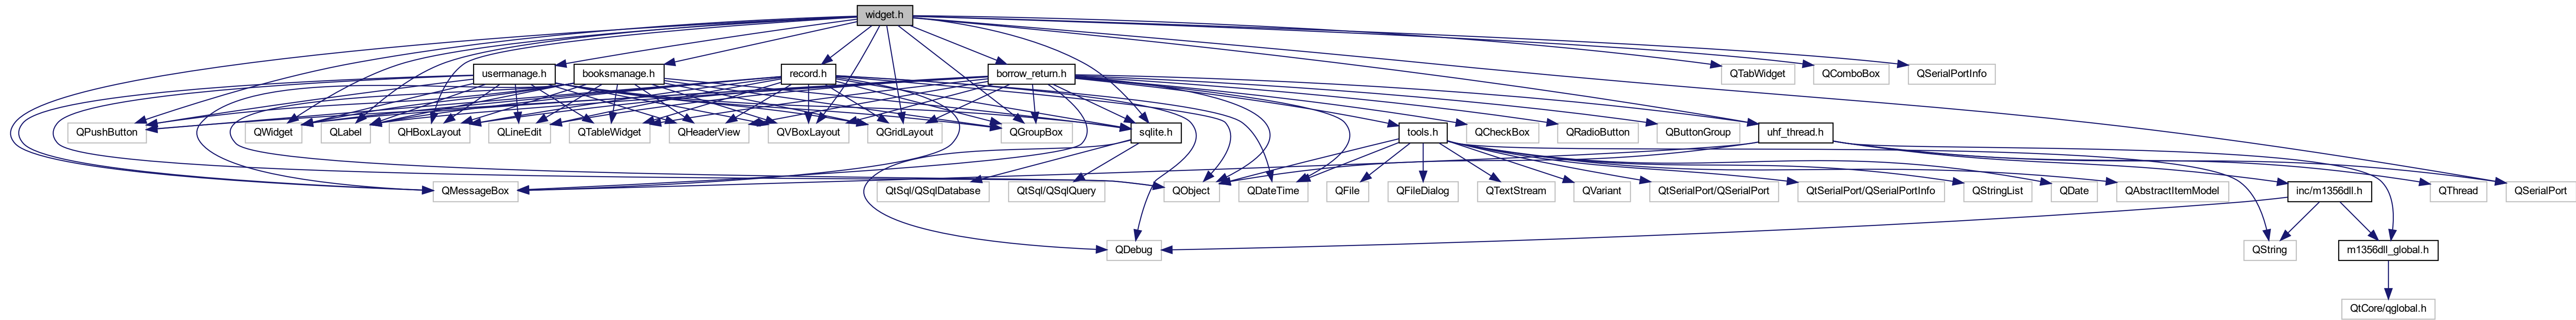 widget.h
usermanage.h
booksmanage.h
record.h
borrow_return.h
QTabWidget
QComboBox
QSerialPortInfo
QPushButton
QWidget
QLabel
QHBoxLayout
QLineEdit
QTableWidget
QHeaderView
QVBoxLayout
QGridLayout
QGroupBox
sqlite.h
tools.h
QCheckBox
QRadioButton
QButtonGroup
uhf_thread.h
QMessageBox
QtSql/QSqlDatabase
QtSql/QSqlQuery
QObject
QDateTime
QFile
QFileDialog
QTextStream
QVariant
QtSerialPort/QSerialPort
QtSerialPort/QSerialPortInfo
QStringList
QDate
QAbstractItemModel
inc/m1356dll.h
QThread
QSerialPort
QDebug
QString
m1356dll_global.h
QtCore/qglobal.h